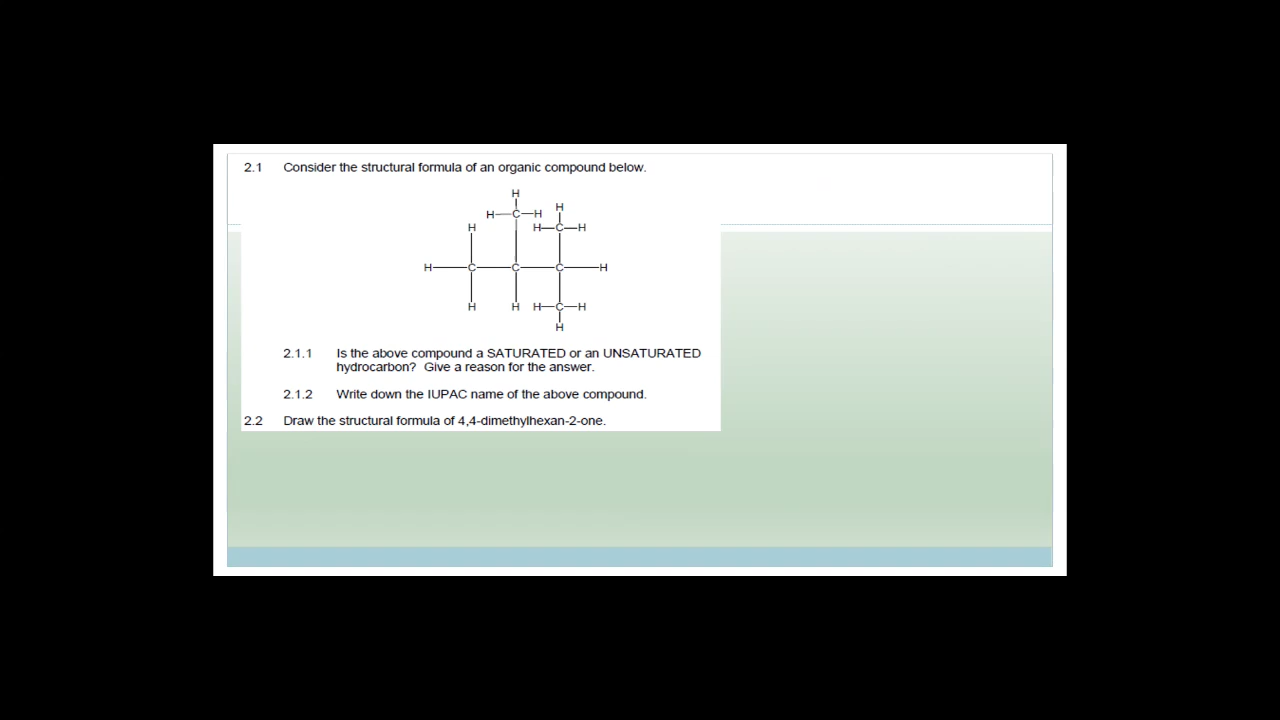 2.1 Consider the structural formula of an organic compound below.
H
H
H—C—H
H
H—C—H
H—C—C—C—H
H
H
H—C—H
H
2.1.1 Is the above compound a SATURATED or an UNSATURATED
hydrocarbon? Give a reason for the answer.
2.1.2 Write down the IUPAC name of the above compound.
2.2 Draw the structural formula of 4,4-dimethylhexan-2-one.